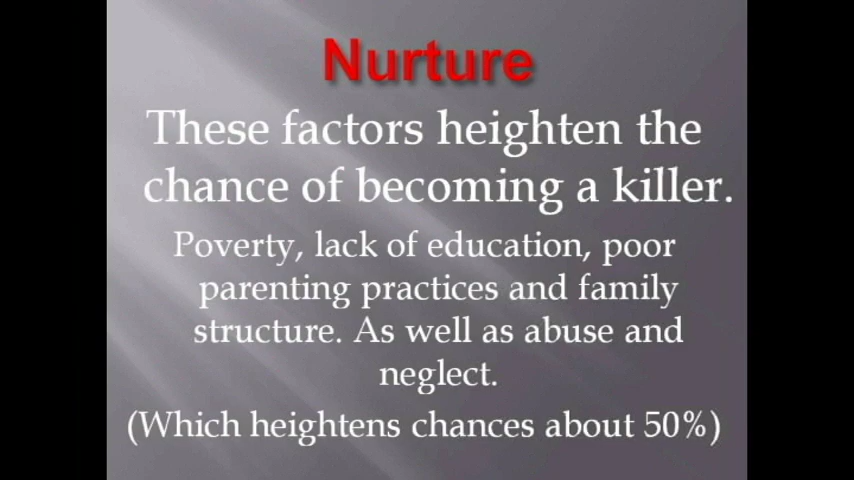 Nurture
These factors heighten the
chance of becoming a killer.
Poverty, lack of education, poor
parenting practices and family
structure. As well as abuse and
neglect.
(Which heightens chances about 50%)